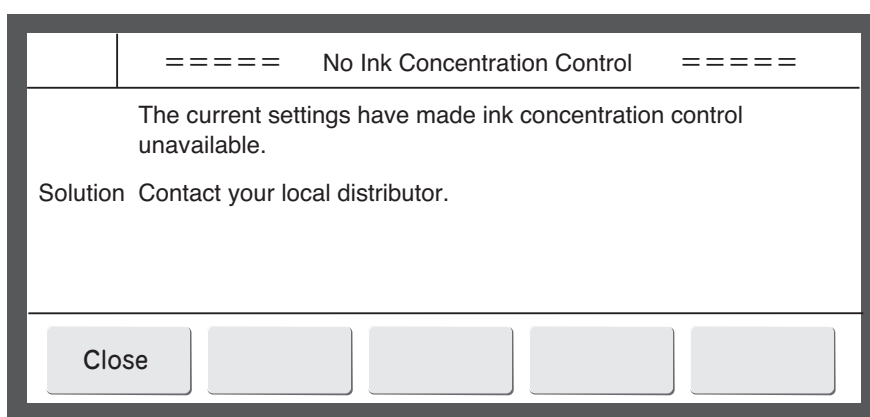 ===== No Ink Concentration Control =====
The current settings have made ink concentration control
unavailable.
Solution Contact your local distributor.
Close